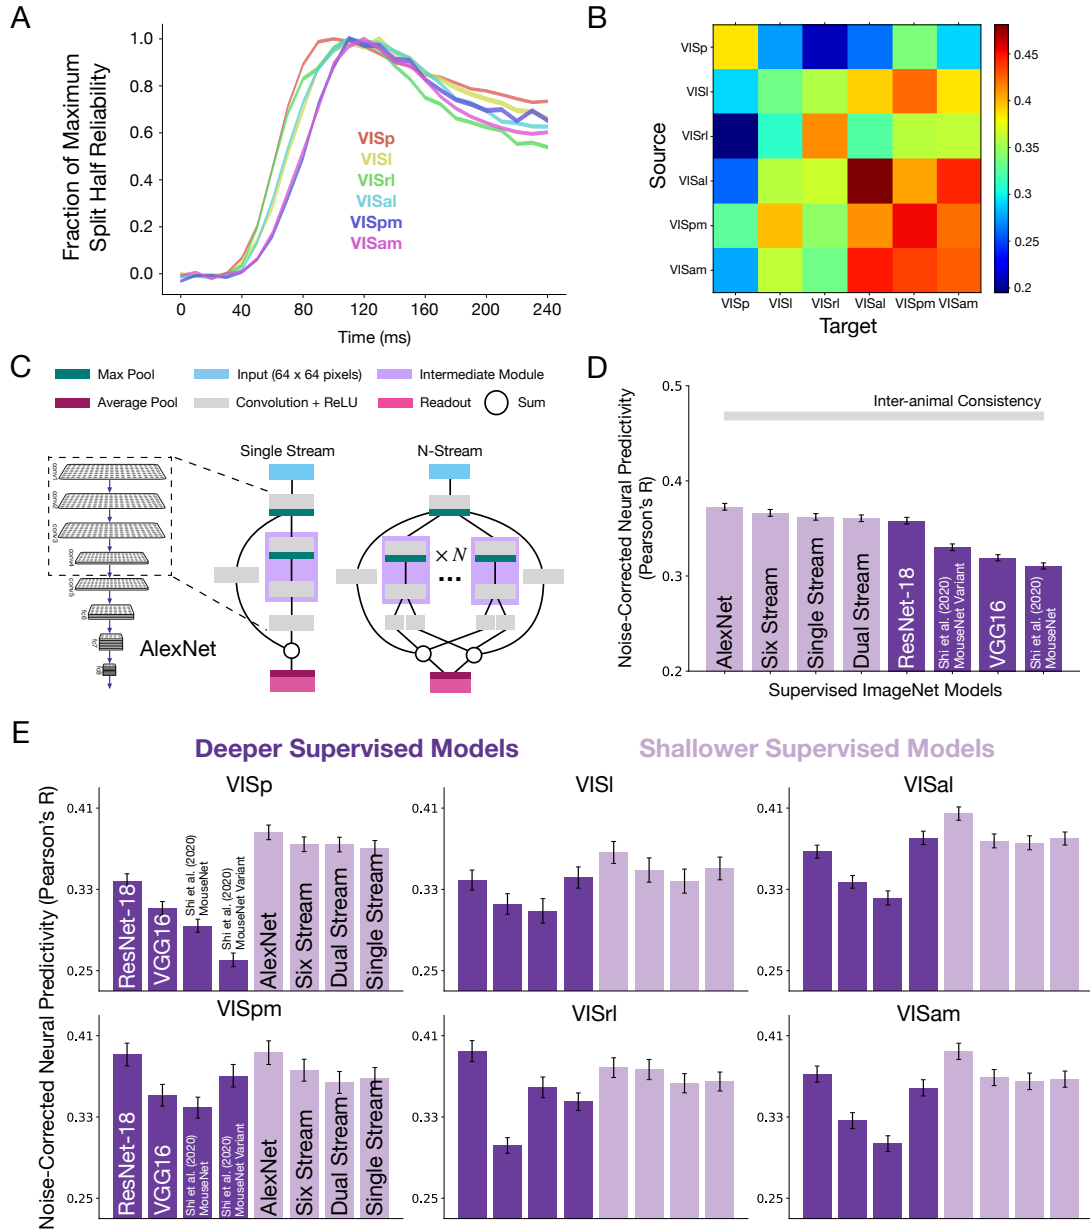 A
Fraction of Maximum
Split Half Reliability
1.0
0.8
0.6
0.4
0.2
0.0
VISp
VISl
VISrl
VISal
VISpm
VISam
0
40
80
120
160
200
240
Time (ms)
B
Source
VISp
VISl
VISrl
VISal
VISpm
VISam
VISp
VISl
VISrl
VISal
VISpm
VISam
Target
0.45
0.4
0.35
0.3
0.25
0.2
C
Max Pool
Input (64 x 64 pixels)
Intermediate Module
Average Pool
Convolution + ReLU
Readout
Sum
conv1
conv2
conv3
conv4
conv5
fc6
fc7
fc8
AlexNet
Single Stream
N-Stream
×N
...
D
Noise-Corrected Neural Predictivity
(Pearson's R)
0.5
0.4
0.3
0.2
Inter-animal Consistency
AlexNet
Six Stream
Single Stream
Dual Stream
ResNet-18
Shi et al. (2020)
MouseNet Variant
VGG16
Shi et al. (2020)
MouseNet
Supervised ImageNet Models
E
Deeper Supervised Models
Shallower Supervised Models
Noise-Corrected Neural Predictivity (Pearson's R)
VISp
0.41
0.33
0.25
ResNet-18
VGG16
Shi et al. (2020)
MouseNet
Shi et al. (2020)
MouseNet Variant
AlexNet
Six Stream
Dual Stream
Single Stream
VISl
0.41
0.33
0.25
VISal
0.41
0.33
0.25
VISpm
0.41
0.33
0.25
ResNet-18
VGG16
Shi et al. (2020)
MouseNet
Shi et al. (2020)
MouseNet Variant
AlexNet
Six Stream
Dual Stream
Single Stream
VISrl
0.41
0.33
0.25
VISam
0.41
0.33
0.25